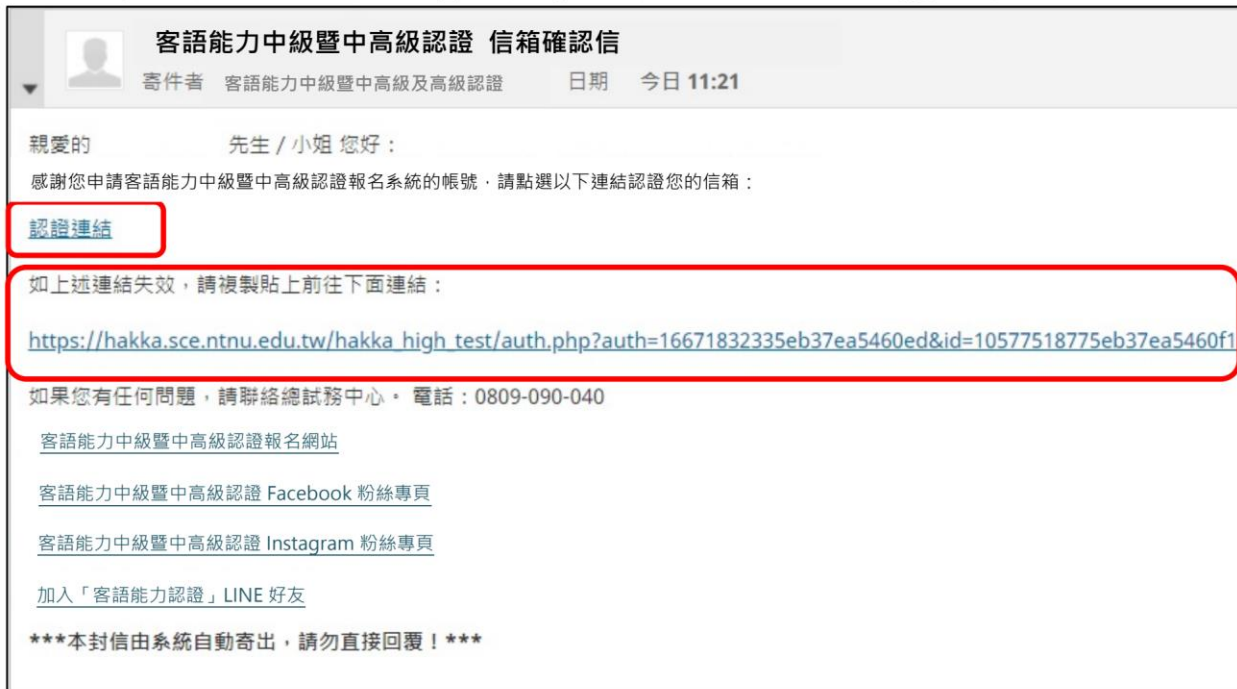 客語能力中級暨中高級認證 信箱確認信
寄件者 客語能力中級暨中高級及高級認證 日期 今日 11:21
親愛的 先生 / 小姐 您好：
感謝您申請客語能力中級暨中高級認證報名系統的帳號，請點選以下連結認證您的信箱：
認證連結
如上述連結失效，請複製貼上前往下面連結：
https://hakka.sce.ntnu.edu.tw/hakka_high_test/auth.php?auth=16671832335eb37ea5460ed&id=10577518775eb37ea5460f1
如果您有任何問題，請聯絡總試務中心。 電話：0809-090-040
客語能力中級暨中高級認證報名網站
客語能力中級暨中高級認證 Facebook 粉絲專頁
客語能力中級暨中高級認證 Instagram 粉絲專頁
加入「客語能力認證」LINE 好友
***本封信由系統自動寄出，請勿直接回覆！***